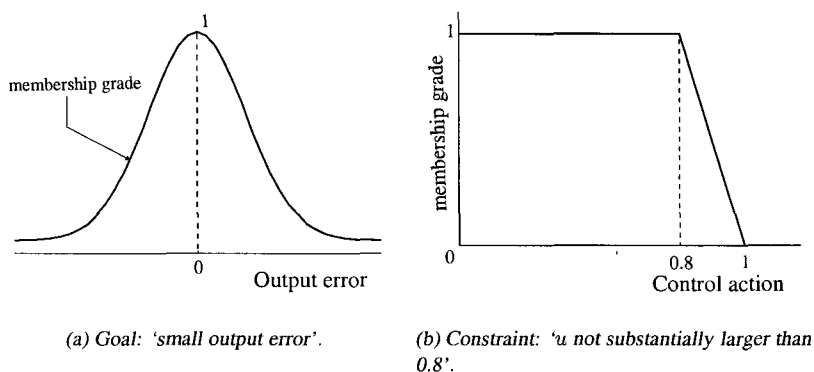 1
membership grade
0
Output error
(a) Goal: 'small output error'.
1
membership grade
0
0.8
1
Control action
(b) Constraint: 'u not substantially larger than
0.8'.